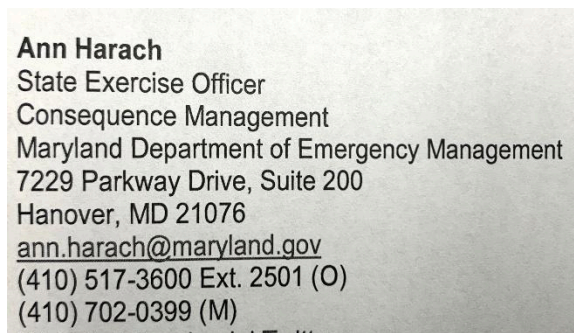 Ann Harach
State Exercise Officer
Consequence Management
Maryland Department of Emergency Management
7229 Parkway Drive, Suite 200
Hanover, MD 21076
ann.harach@maryland.gov
(410) 517-3600 Ext. 2501 (O)
(410) 702-0399 (M)